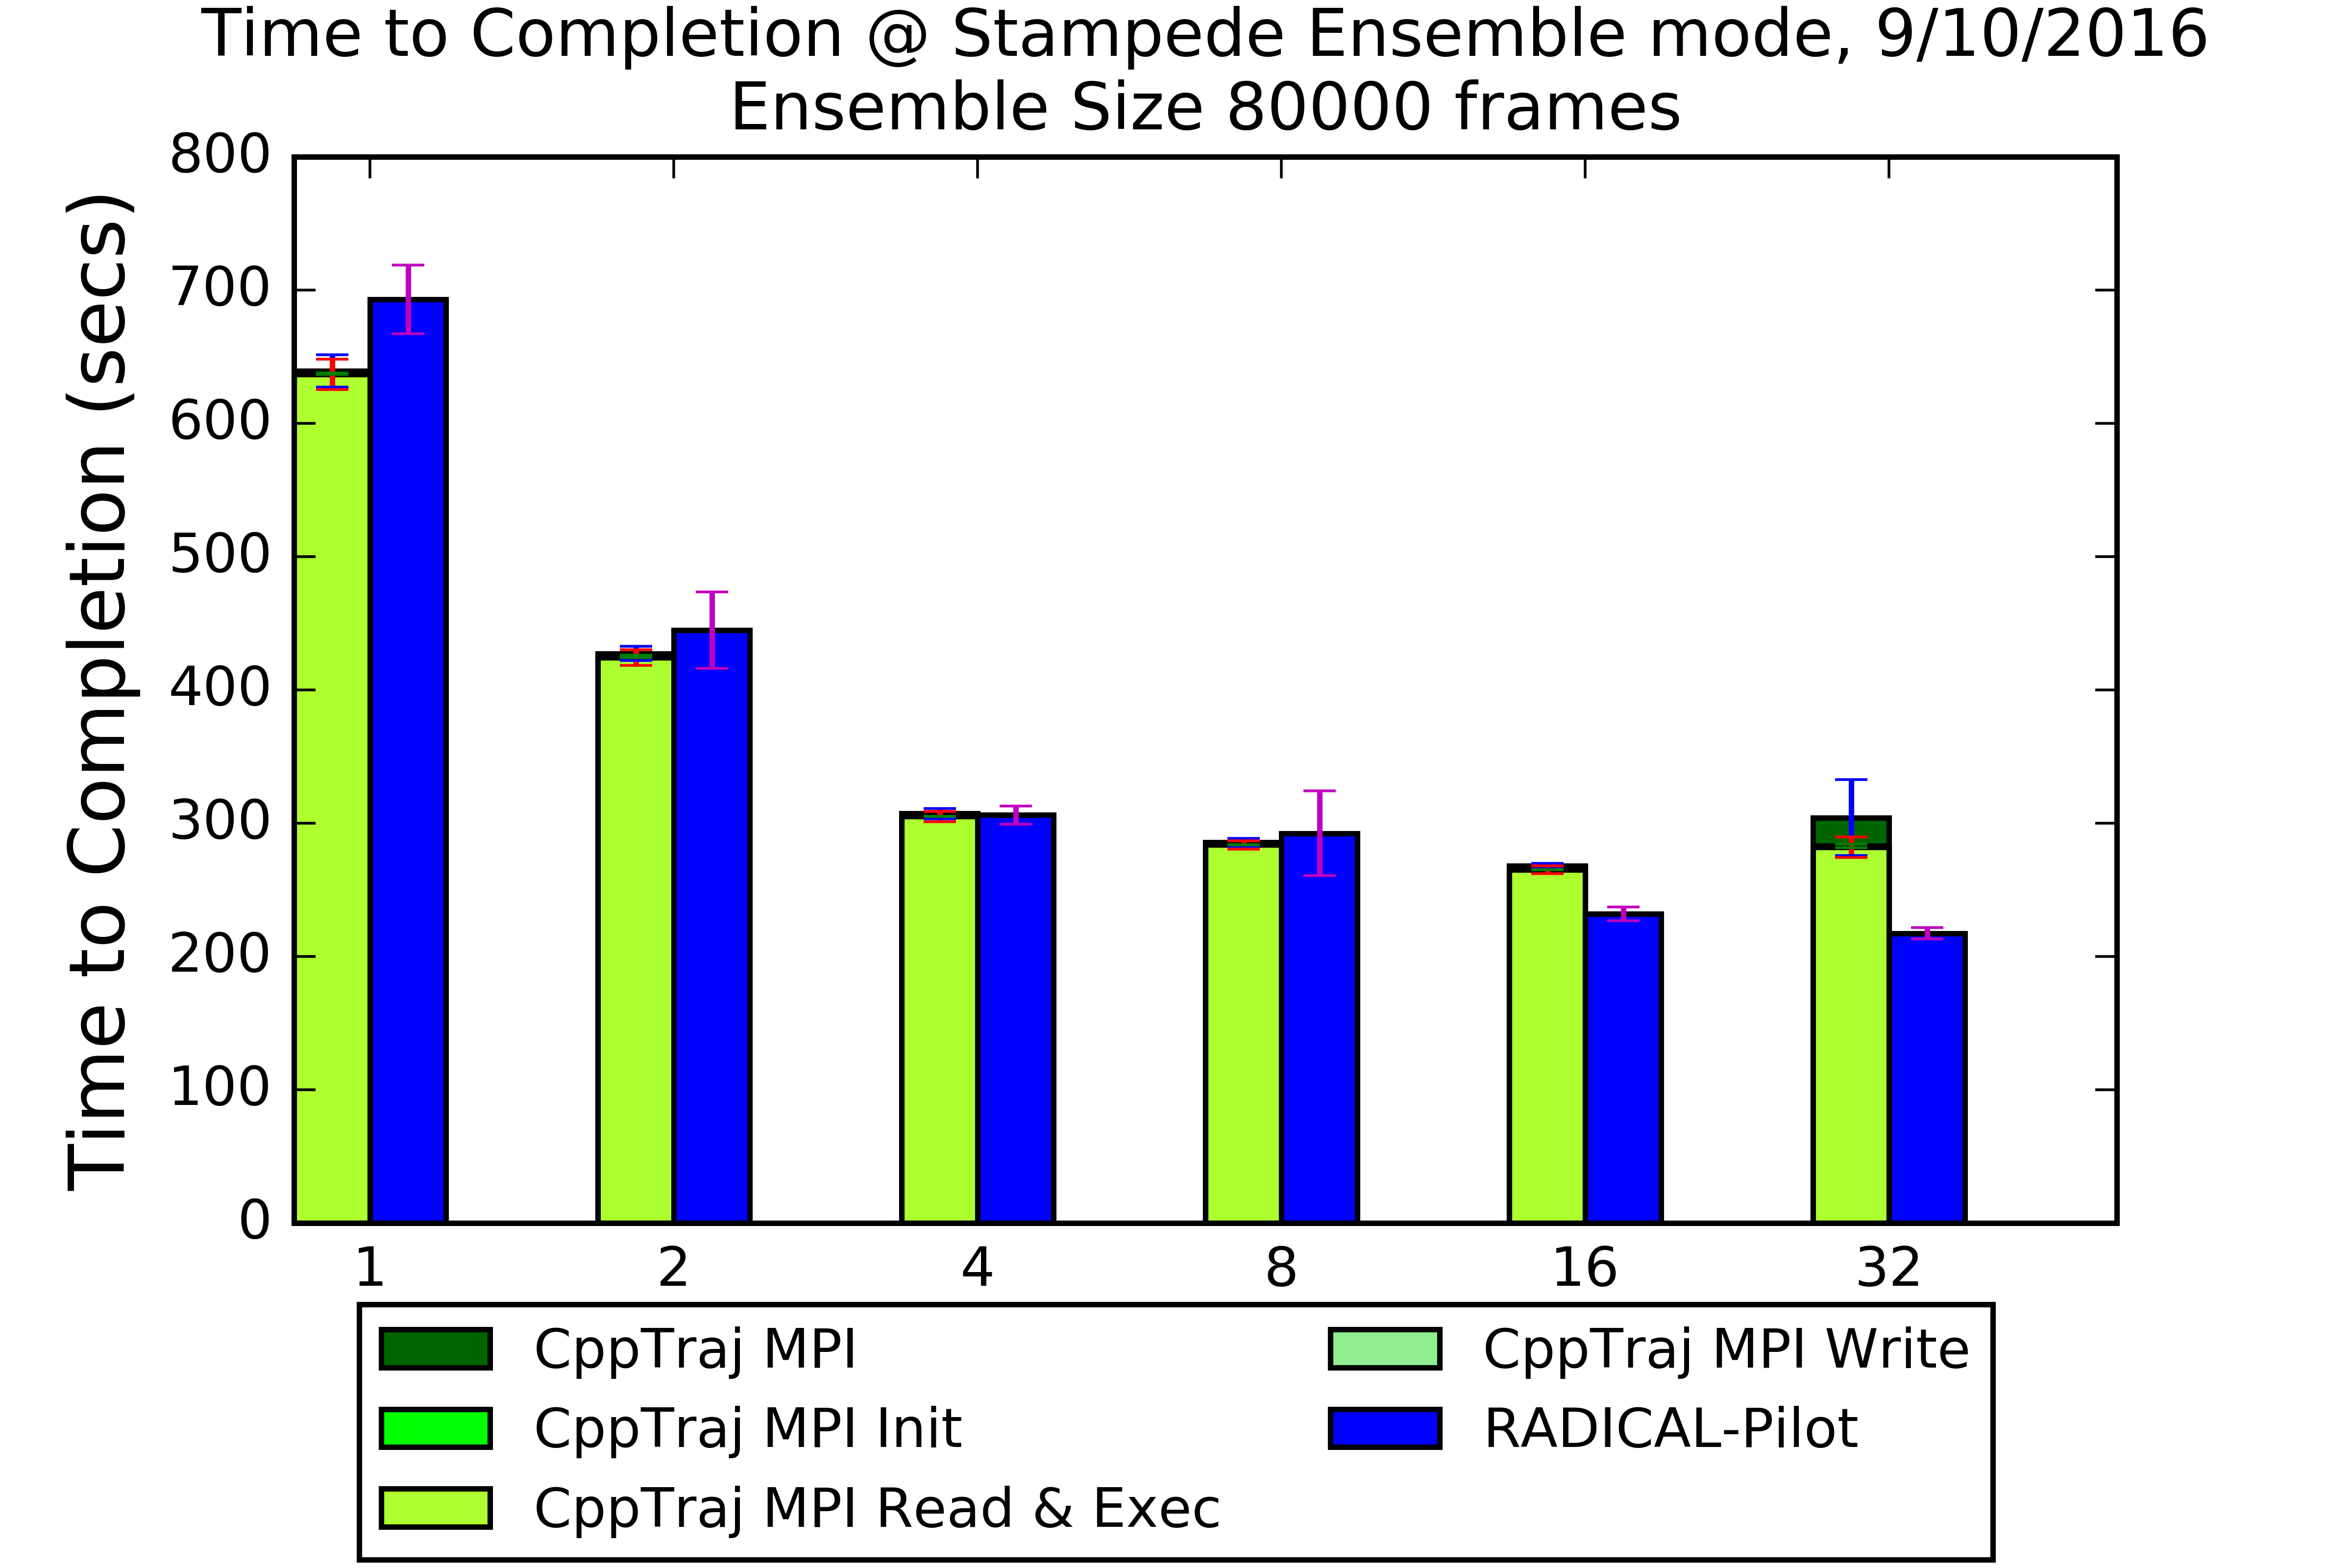 Time to Completion @ Stampede Ensemble mode, 9/10/2016
Ensemble Size 80000 frames
Time to Completion (secs)
800
700
600
500
400
300
200
100
0
1 2 4 8 16 32
CppTraj MPI
CppTraj MPI Init
CppTraj MPI Read & Exec
CppTraj MPI Write
RADICAL-Pilot